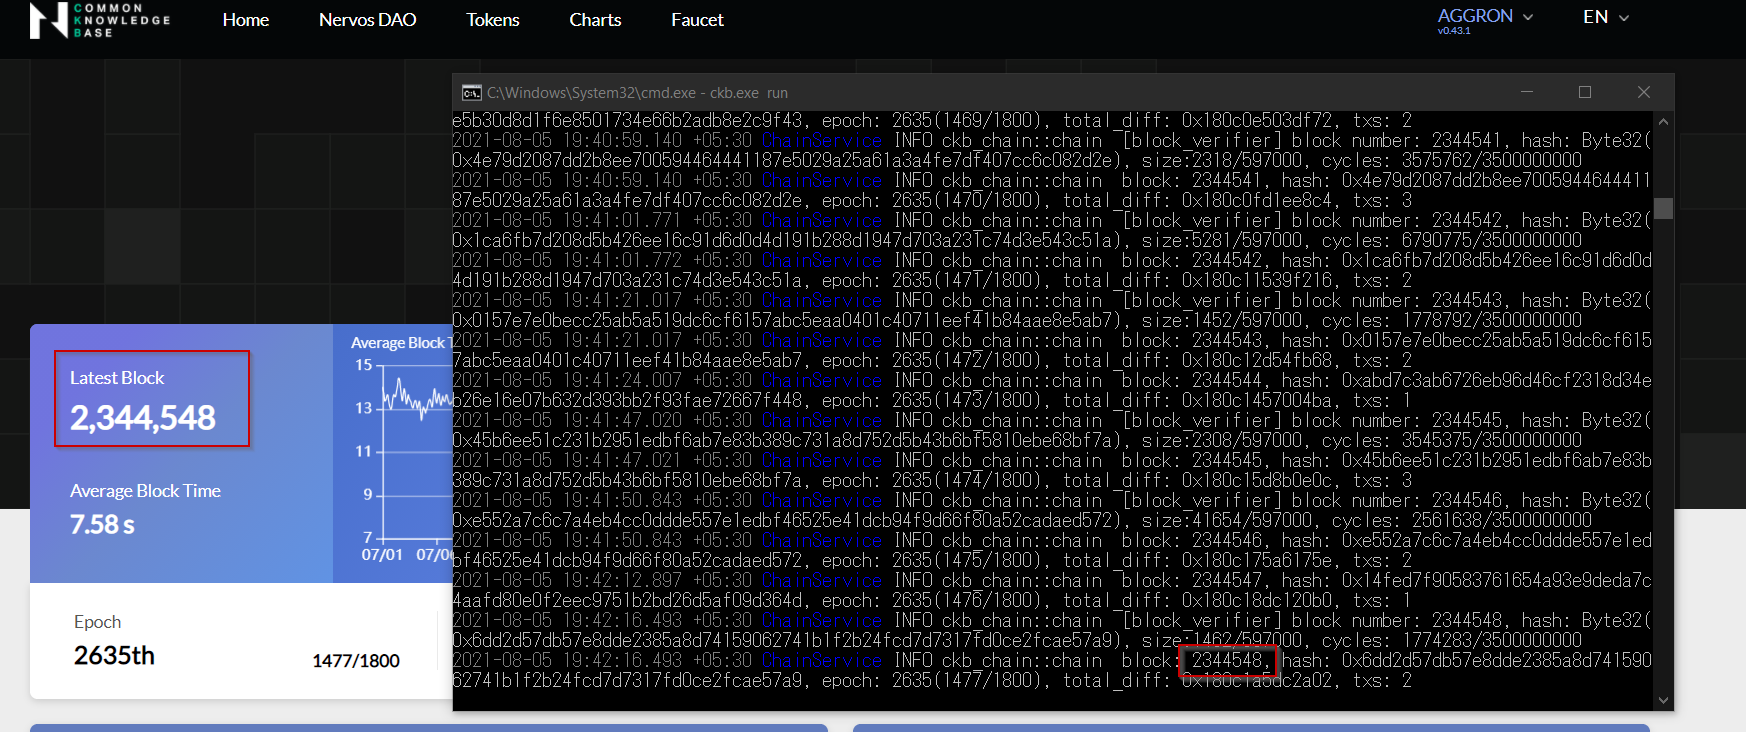 COMMON
KNOWLEDGE
BASE
Home
Nervos DAO
Tokens
Charts
Faucet
AGGRON
v0.43.1
EN
Latest Block
2,344,548
Average Block Time
7.58 s
Average Block T
15
13
11
9
7
07/01
07/0
Epoch
2635th
1477/1800
C:\Windows\System32\cmd.exe - ckb.exe  run
e5b30d8d1f6e8501734e66b2adb8e2c9f43, epoch: 2635(1469/1800), total_diff: 0x180c0e503df72, txs: 2
2021-08-05 19:40:59.140 +05:30 ChainService INFO ckb_chain::chain  [block_verifier] block number: 2344541, hash: Byte32(
0x4e79d2087dd2b8ee700594464441187e5029a25a61a3a4fe7df407cc6c082d2e), size:2318/597000, cycles: 3575762/3500000000
2021-08-05 19:40:59.140 +05:30 ChainService INFO ckb_chain::chain  block: 2344541, hash: 0x4e79d2087dd2b8ee7005944644411
87e5029a25a61a3a4fe7df407cc6c082d2e, epoch: 2635(1470/1800), total_diff: 0x180c0fd1ee8c4, txs: 3
2021-08-05 19:41:01.771 +05:30 ChainService INFO ckb_chain::chain  [block_verifier] block number: 2344542, hash: Byte32(
0x1ca6fb7d208d5b426ee16c91d6d0d4d191b288d1947d703a231c74d3e543c51a), size:5281/597000, cycles: 6790775/3500000000
2021-08-05 19:41:01.772 +05:30 ChainService INFO ckb_chain::chain  block: 2344542, hash: 0x1ca6fb7d208d5b426ee16c91d6d0d
4d191b288d1947d703a231c74d3e543c51a, epoch: 2635(1471/1800), total_diff: 0x180c11539f216, txs: 2
2021-08-05 19:41:21.017 +05:30 ChainService INFO ckb_chain::chain  [block_verifier] block number: 2344543, hash: Byte32(
0x0157e7e0becc25ab5a519dc6cf6157abc5eaa0401c40711eef41b84aae8e5ab7), size:1452/597000, cycles: 1778792/3500000000
2021-08-05 19:41:21.017 +05:30 ChainService INFO ckb_chain::chain  block: 2344543, hash: 0x0157e7e0becc25ab5a519dc6cf615
7abc5eaa0401c40711eef41b84aae8e5ab7, epoch: 2635(1472/1800), total_diff: 0x180c12d54fb68, txs: 2
2021-08-05 19:41:24.007 +05:30 ChainService INFO ckb_chain::chain  block: 2344544, hash: 0xabd7c3ab6726eb96d46cf2318d34e
b26e16e07b632d393bb2f93fae72667f448, epoch: 2635(1473/1800), total_diff: 0x180c1457004ba, txs: 1
2021-08-05 19:41:47.020 +05:30 ChainService INFO ckb_chain::chain  [block_verifier] block number: 2344545, hash: Byte32(
0x45b6ee51c231b2951edbf6ab7e83b389c731a8d752d5b43b6bf5810ebe68bf7a), size:2308/597000, cycles: 3545375/3500000000
2021-08-05 19:41:47.021 +05:30 ChainService INFO ckb_chain::chain  block: 2344545, hash: 0x45b6ee51c231b2951edbf6ab7e83b
389c731a8d752d5b43b6bf5810ebe68bf7a, epoch: 2635(1474/1800), total_diff: 0x180c15d8b0e0c, txs: 3
2021-08-05 19:41:50.843 +05:30 ChainService INFO ckb_chain::chain  [block_verifier] block number: 2344546, hash: Byte32(
0xe552a7c6c7a4eb4cc0ddde557e1edbf46525e41dcb94f9d66f80a52cadaed572), size:41654/597000, cycles: 2561638/3500000000
2021-08-05 19:41:50.843 +05:30 ChainService INFO ckb_chain::chain  block: 2344546, hash: 0xe552a7c6c7a4eb4cc0ddde557e1ed
bf46525e41dcb94f9d66f80a52cadaed572, epoch: 2635(1475/1800), total_diff: 0x180c175a6175e, txs: 2
2021-08-05 19:42:12.897 +05:30 ChainService INFO ckb_chain::chain  block: 2344547, hash: 0x14fed7f90583761654a93e9deda7c
4aafd80e0f2eec9751b2bd26d5af09d364d, epoch: 2635(1476/1800), total_diff: 0x180c18dc120b0, txs: 1
2021-08-05 19:42:16.493 +05:30 ChainService INFO ckb_chain::chain  [block_verifier] block number: 2344548, hash: Byte32(
0x6dd2d57db57e8dde2385a8d74159062741b1f2b24fcd7d7317fd0ce2fcae57a9), size:1462/597000, cycles: 1774283/3500000000
2021-08-05 19:42:16.493 +05:30 ChainService INFO ckb_chain::chain  block: 2344548, hash: 0x6dd2d57db57e8dde2385a8d741590
62741b1f2b24fcd7d7317fd0ce2fcae57a9, epoch: 2635(1477/1800), total_diff: 0x180c1a5dc2a02, txs: 2